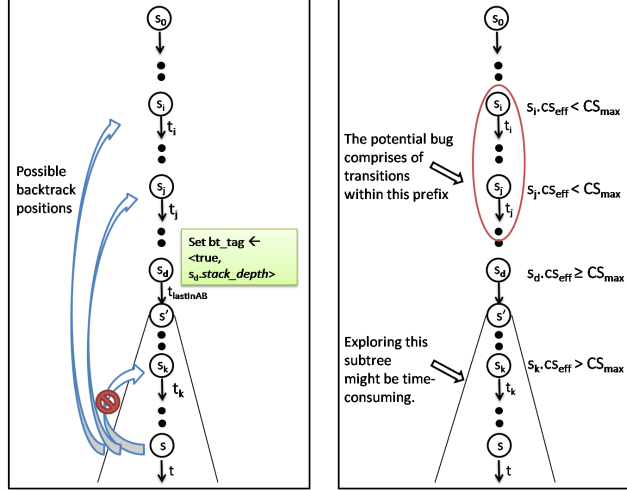 s0
si
ti
Possible
backtrack
positions
sj
tj
Set bt_tag ←
<true,
sd.stack_depth>
sd
tlastInAB
s'
sk
tk
s
t
s0
si
si.cseff < CSmax
ti
The potential bug
comprises of
transitions
within this prefix
sj
sj.cseff < CSmax
tj
sd
sd.cseff ≥ CSmax
s'
Exploring this
subtree
might be time-
consuming.
sk
sk.cseff > CSmax
tk
s
t